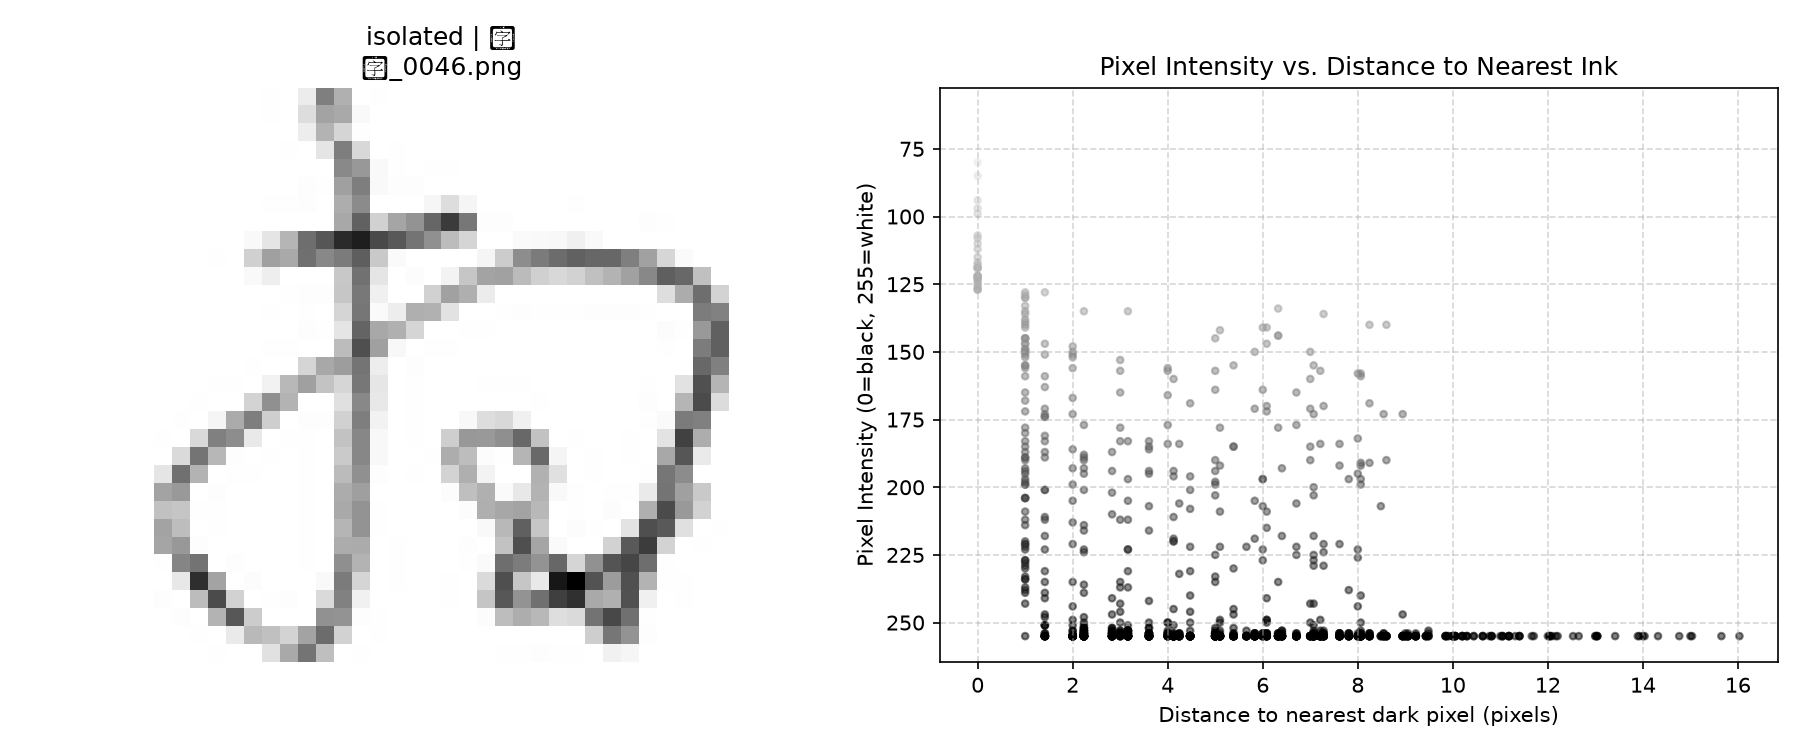 isolated |
_0046.png
Pixel Intensity vs. Distance to Nearest Ink
Pixel Intensity (0=black, 255=white)
75
100
125
150
175
200
225
250
0 2 4 6 8 10 12 14 16
Distance to nearest dark pixel (pixels)